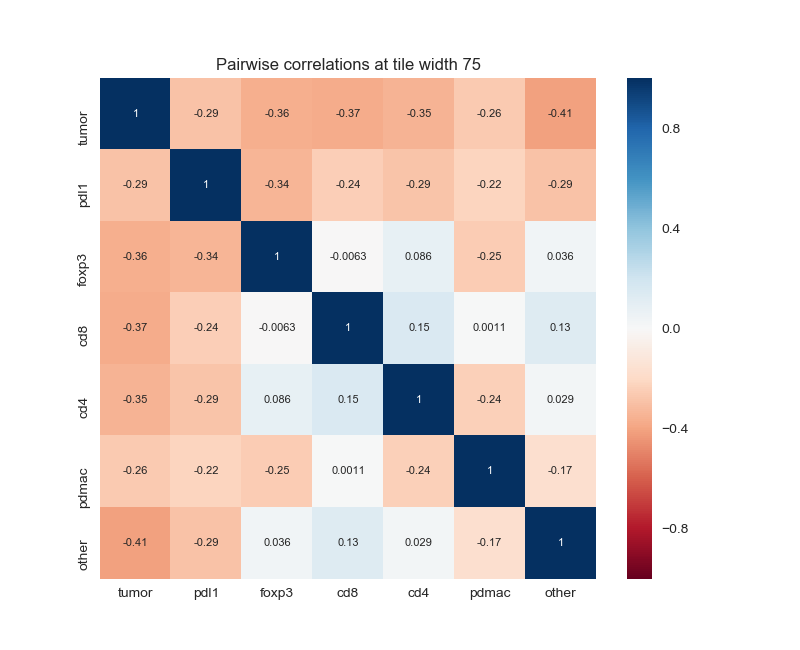 Pairwise correlations at tile width 75
tumor 1 -0.29 -0.36 -0.37 -0.35 -0.26 -0.41
pdl1 -0.29 1 -0.34 -0.24 -0.29 -0.22 -0.29
foxp3 -0.36 -0.34 1 -0.0063 0.086 -0.25 0.036
cd8 -0.37 -0.24 -0.0063 1 0.15 0.0011 0.13
cd4 -0.35 -0.29 0.086 0.15 1 -0.24 0.029
pdmac -0.26 -0.22 -0.25 0.0011 -0.24 1 -0.17
other -0.41 -0.29 0.036 0.13 0.029 -0.17 1
tumor pdl1 foxp3 cd8 cd4 pdmac other
0.8
0.4
0.0
−0.4
−0.8